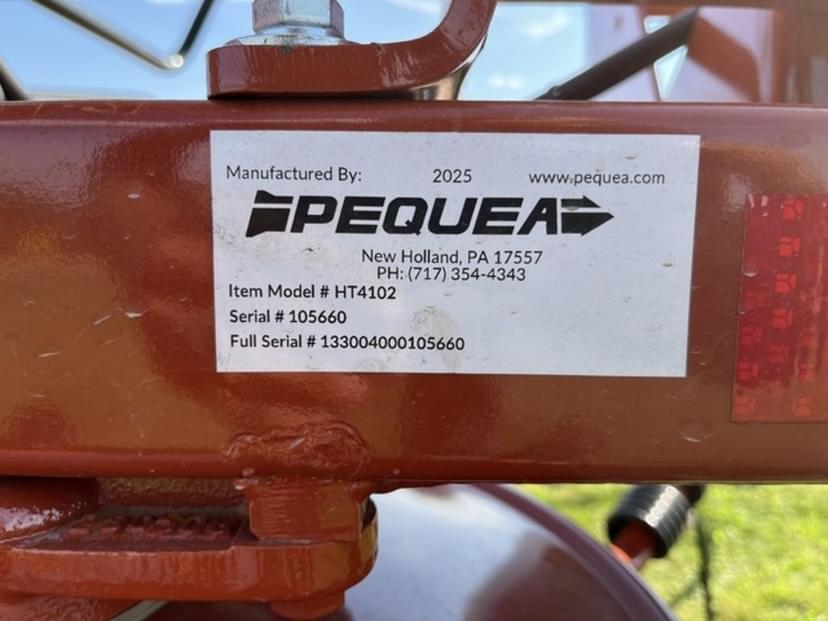 Manufactured By: 2025 www.pequea.com
PEQUEA
New Holland, PA 17557
PH: (717) 354-4343
Item Model # HT4102
Serial # 105660
Full Serial # 133004000105660